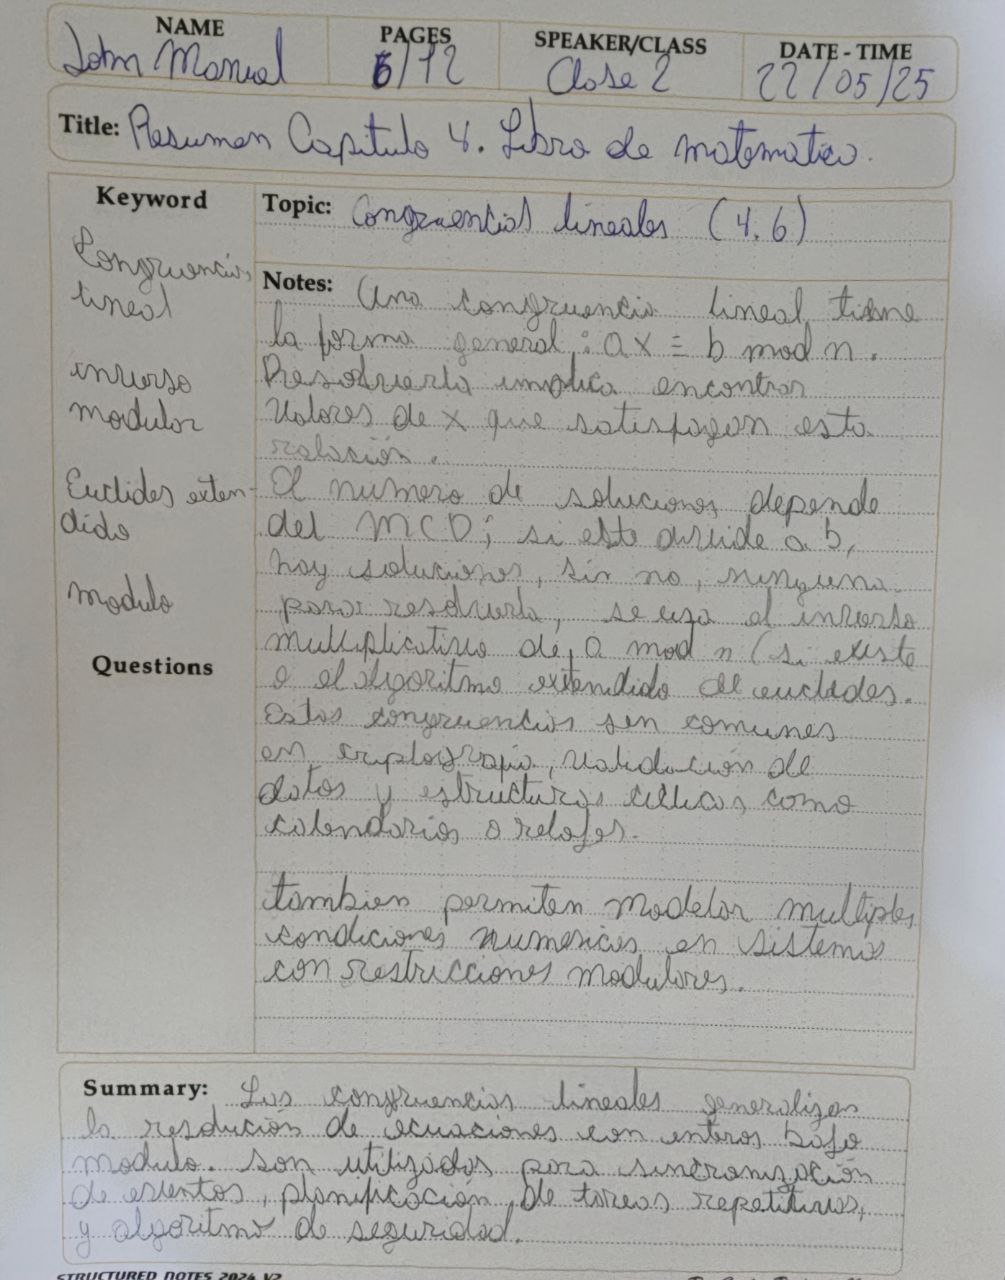 NAME PAGES SPEAKER/CLASS DATE - TIME
John Manuel 6/12 Clase 2 22/05/25
Title: Resumen Capitulo 4. Libro de matematica.
Keyword
Congruencia
lineal
inverso
modular
Euclides exten-
dido
modulo
Questions
Topic: Congruencias lineales (4.6)
Notes: Una congruencia lineal tiene
la forma general: ax ≡ b mod n.
Resolverla implica encontrar
valores de x que satisfagan esta
relación.
El numero de soluciones depende
del MCD; si este divide a b,
hay soluciones, sin no, ninguna.
para resolverla, se usa el inverso
multiplicativo de a mod n (si existe
o el algoritmo extendido de euclides.
Estas congruencias son comunes
en criptografia, validación de
datos y estructuras ciclicas como
calendarios o relojes.
tambien permiten modelar multiples
condiciones numericas en sistemas
con restricciones modulares.
Summary: Las congruencias lineales generalizan
la resolución de ecuaciones con enteros bajo
modulo. son utilizadas para sincronización
de eventos, planificación de tareas repetitivas,
y algoritmo de seguridad.
STRUCTURED NOTES 2024 V2